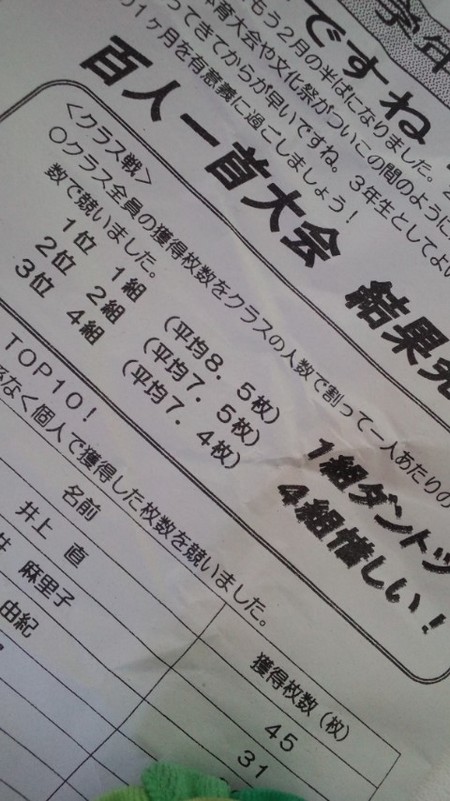 学年
ですね
もう2月の半ばになりました。2
体育大会や文化祭がついこの間のように
ってきてからが早いですね。3年生としてよい
の1ヶ月を有意義に過ごしましょう！
百人一首大会 結果発
＜クラス戦＞
○クラス全員の獲得枚数をクラスの人数で割って一人あたりの
数で競いました。
1位 1組 (平均8.5枚)
2位 2組 (平均7.5枚)
3位 4組 (平均7.4枚)
1組ダントツ
4組惜しい！
TOP10！
なく個人で獲得した枚数を競いました。
名前 獲得枚数(枚)
井上 直 45
麻里子 31
由紀